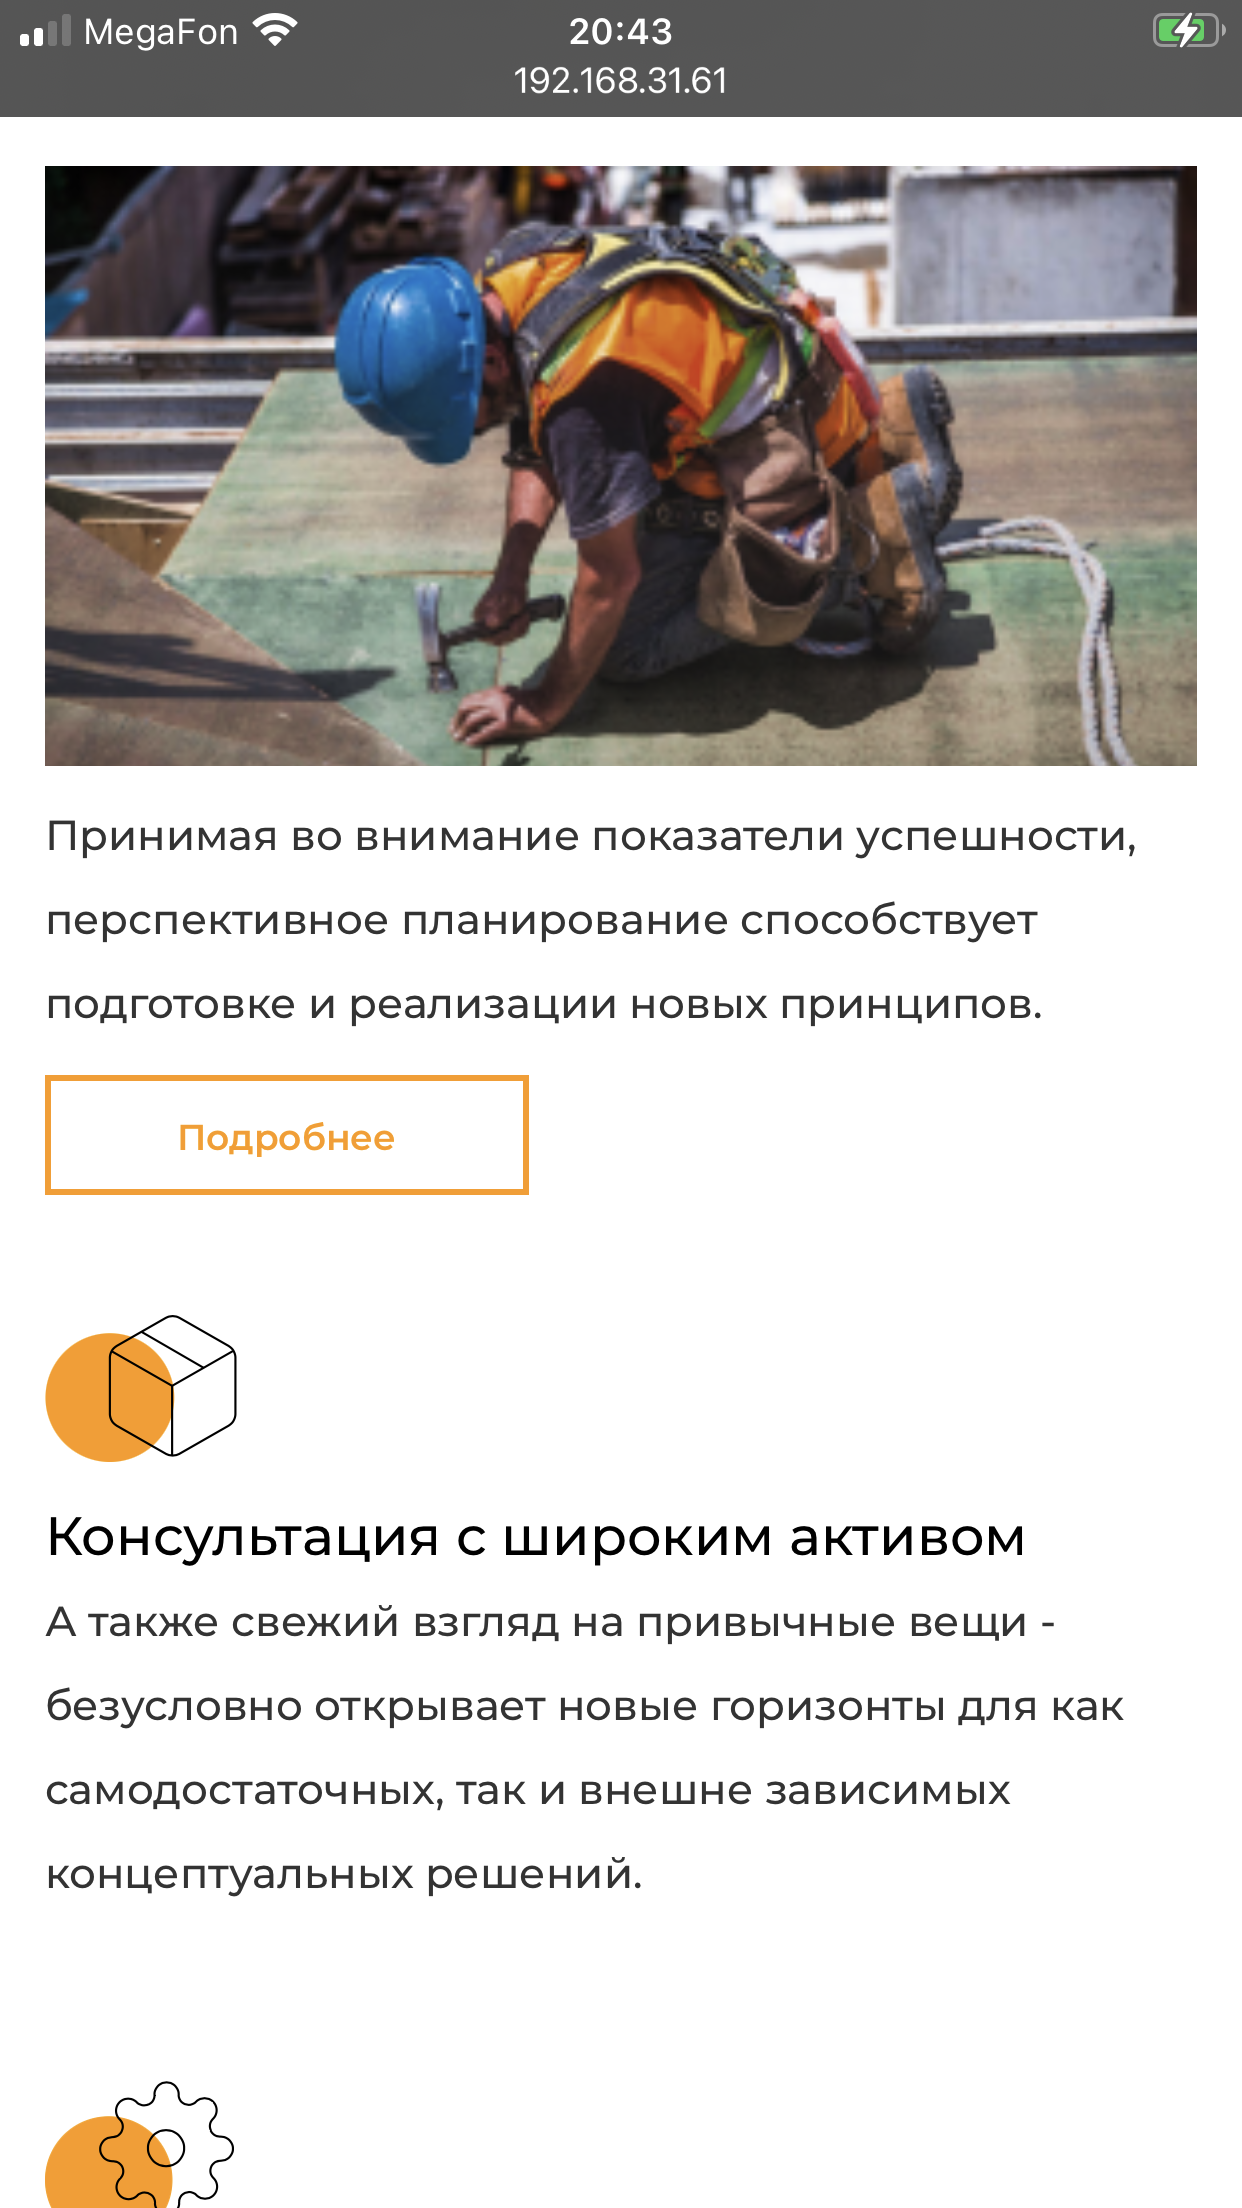 MegaFon 20:43
192.168.31.61
Принимая во внимание показатели успешности,
перспективное планирование способствует
подготовке и реализации новых принципов.
Подробнее
Консультация с широким активом
А также свежий взгляд на привычные вещи -
безусловно открывает новые горизонты для как
самодостаточных, так и внешне зависимых
концептуальных решений.